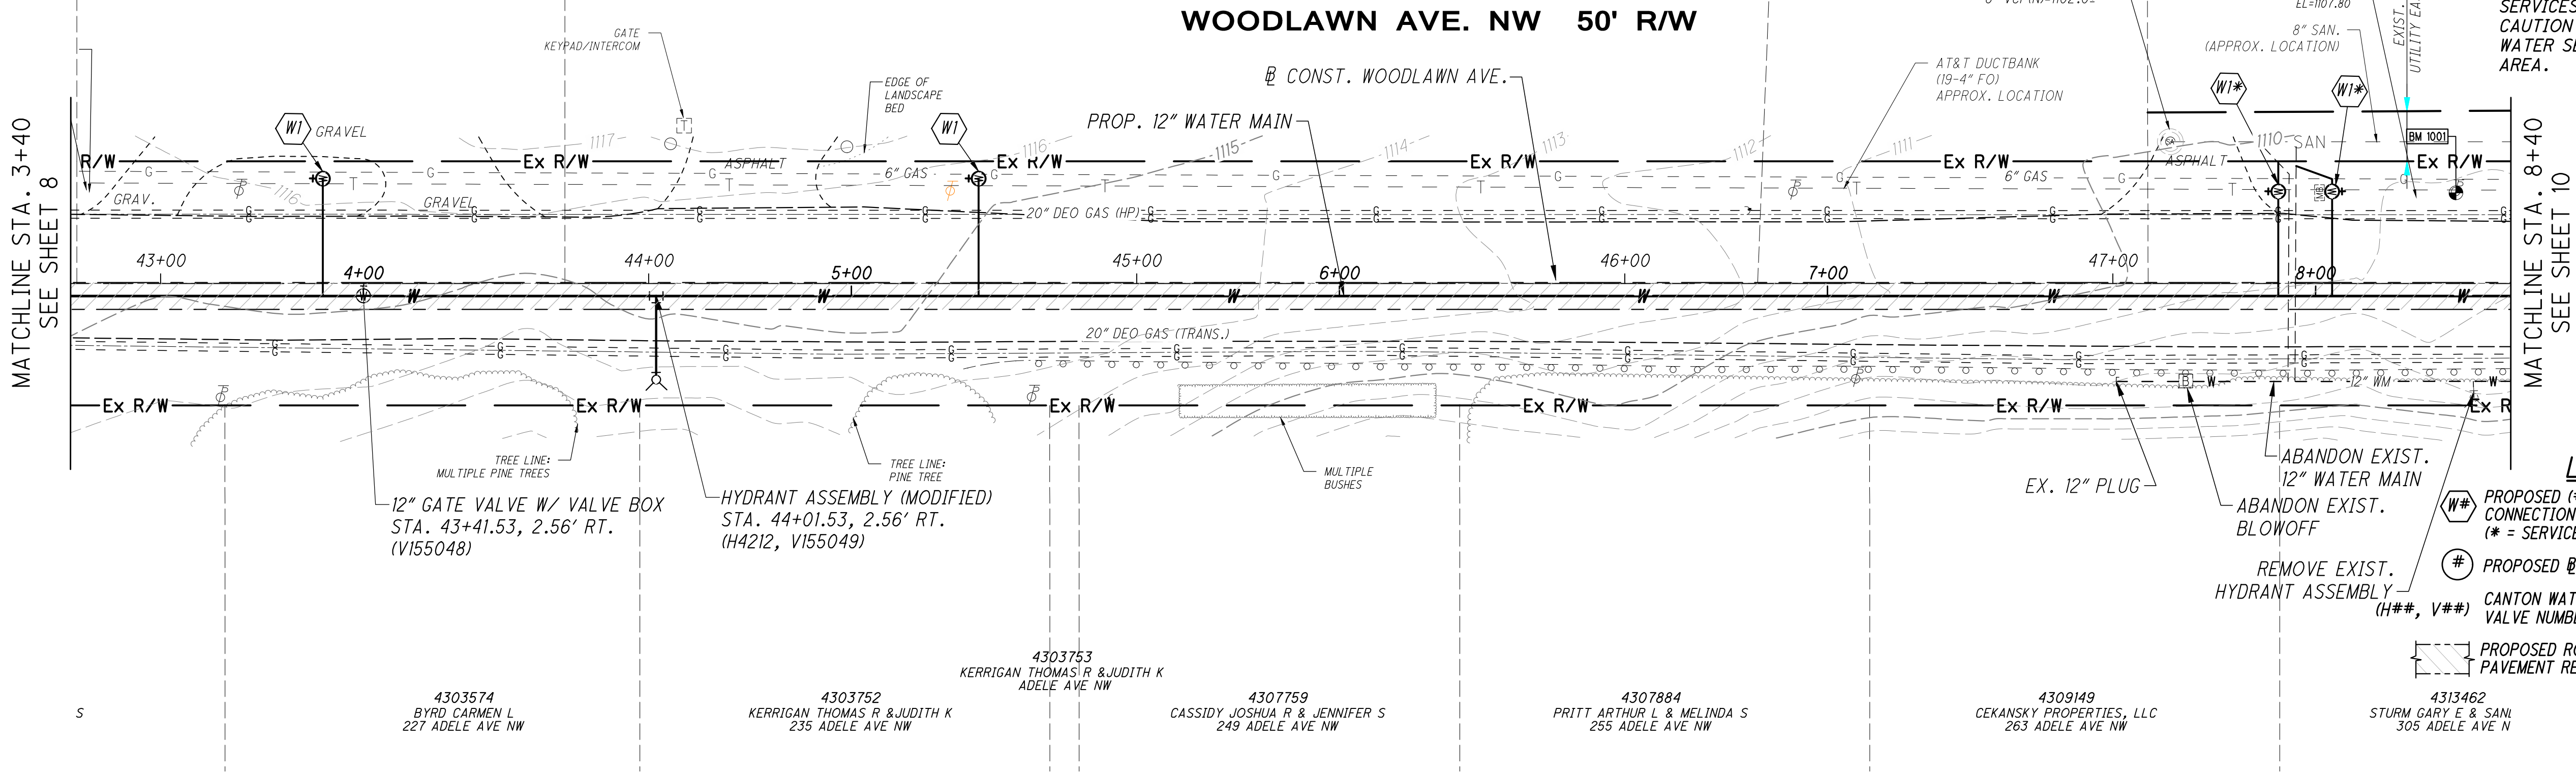 WOODLAWN AVE. NW 50' R/W
EL=1107.80
8" SAN.
(APPROX. LOCATION)
EXIST.
SERVICES
CAUTION
AREA.
GATE
KEYPAD/INTERCOM
EDGE OF
LANDSCAPE
BED
℄ CONST. WOODLAWN AVE.
AT&T DUCTBANK
(19-4" FO)
APPROX. LOCATION
PROP. 12" WATER MAIN
W1
GRAVEL
W1
W1*
W1*
BM 1001
MATCHLINE STA. 3+40
SEE SHEET 8
MATCHLINE STA. 8+40
SEE SHEET 10
1117
1116
1115
1114
1113
1112
1111
1110
SAN
R/W
Ex R/W
Ex R/W
Ex R/W
Ex R/W
Ex R/W
ASPHALT
ASPHALT
6" GAS
6" GAS
GRAV.
1116
GRAVEL
20" DEO GAS (HP)
43+00
44+00
45+00
46+00
47+00
4+00
5+00
6+00
7+00
8+00
W
W
W
W
W
W
20" DEO GAS (TRANS.)
B
W
12" WM
W
Ex R/W
Ex R/W
Ex R/W
Ex R/W
Ex R/W
TREE LINE:
MULTIPLE PINE TREES
TREE LINE:
PINE TREE
MULTIPLE
BUSHES
12" GATE VALVE W/ VALVE BOX
STA. 43+41.53, 2.56' RT.
(V155048)
HYDRANT ASSEMBLY (MODIFIED)
STA. 44+01.53, 2.56' RT.
(H4212, V155049)
EX. 12" PLUG
ABANDON EXIST.
12" WATER MAIN
ABANDON EXIST.
BLOWOFF
REMOVE EXIST.
HYDRANT ASSEMBLY
W#
PROPOSED
CONNECTION
(* = SERVICE
#
PROPOSED
(H##, V##)
VALVE NUMBE
PROPOSED
PAVEMENT
4303574
BYRD CARMEN L
227 ADELE AVE NW
4303752
KERRIGAN THOMAS R &JUDITH K
235 ADELE AVE NW
4303753
KERRIGAN THOMAS R &JUDITH K
ADELE AVE NW
4307759
CASSIDY JOSHUA R & JENNIFER S
249 ADELE AVE NW
4307884
PRITT ARTHUR L & MELINDA S
255 ADELE AVE NW
4309149
CEKANSKY PROPERTIES, LLC
263 ADELE AVE NW
4313462
STURM GARY E &
305 ADELE AVE N
S